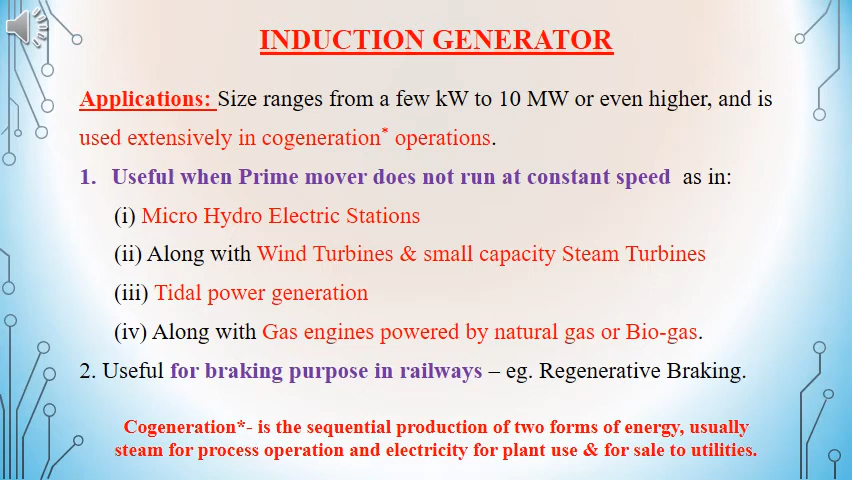 INDUCTION GENERATOR
Applications: Size ranges from a few kW to 10 MW or even higher, and is
used extensively in cogeneration* operations.
1. Useful when Prime mover does not run at constant speed as in:
(i) Micro Hydro Electric Stations
(ii) Along with Wind Turbines & small capacity Steam Turbines
(iii) Tidal power generation
(iv) Along with Gas engines powered by natural gas or Bio-gas.
2. Useful for braking purpose in railways – eg. Regenerative Braking.
Cogeneration*- is the sequential production of two forms of energy, usually
steam for process operation and electricity for plant use & for sale to utilities.